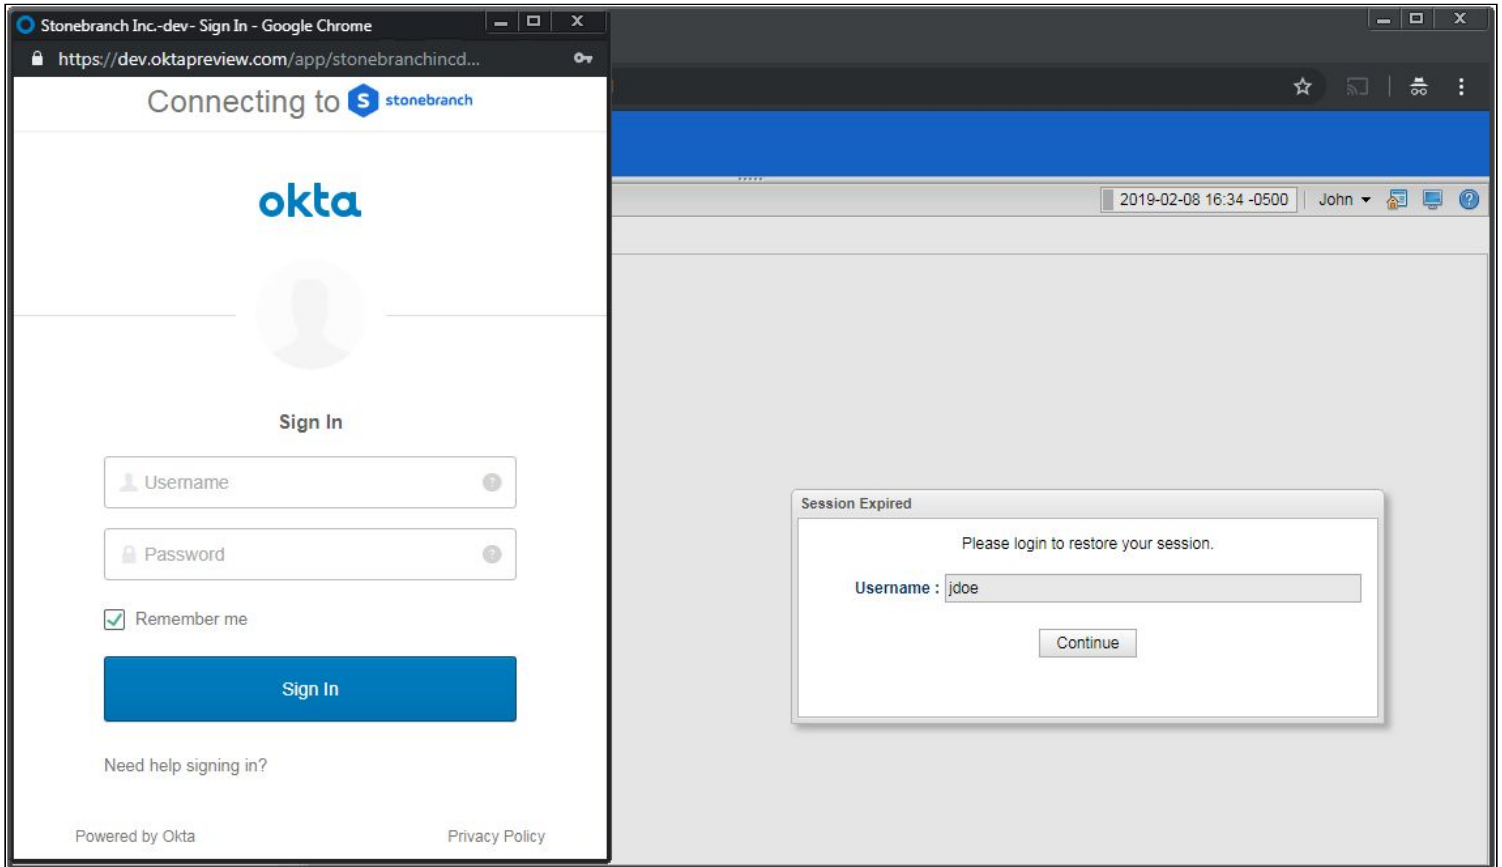 Stonebranch Inc.-dev- Sign In - Google Chrome
https://dev.oktapreview.com/app/stonebranchincd...
Connecting to S stonebranch
okta
Sign In
Username
Password
Remember me
Sign In
Need help signing in?
Powered by Okta Privacy Policy
2019-02-08 16:34 -0500 John
Session Expired
Please login to restore your session.
Username : jdoe
Continue